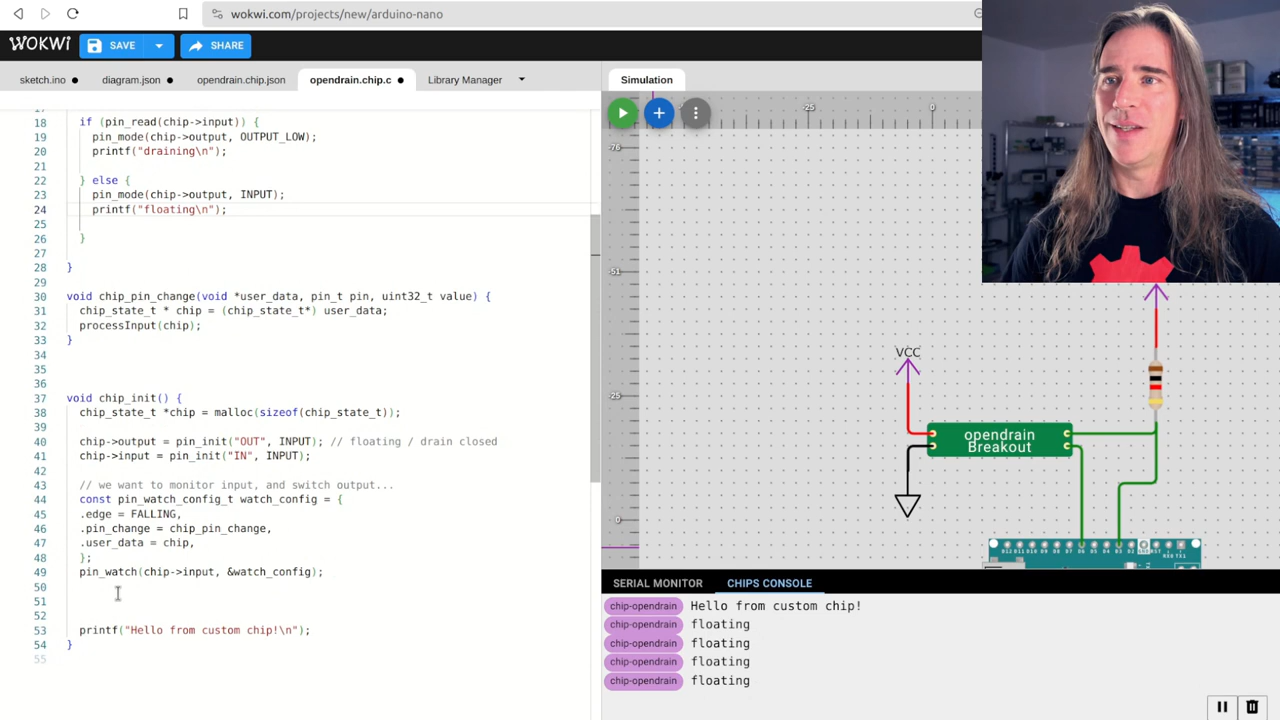 wokwi.com/projects/new/arduino-nano
WOKWI
SAVE
SHARE
sketch.ino
diagram.json
opendrain.chip.json
opendrain.chip.c
Library Manager
Simulation
18 if (pin_read(chip->input)) {
19 pin_mode(chip->output, OUTPUT_LOW);
20 printf("draining\n");
21
22 } else {
23 pin_mode(chip->output, INPUT);
24 printf("floating\n");
25
26 }
27
28 }
29
30 void chip_pin_change(void *user_data, pin_t pin, uint32_t value) {
31 chip_state_t * chip = (chip_state_t*) user_data;
32 processInput(chip);
33 }
34
35
36
37 void chip_init() {
38 chip_state_t *chip = malloc(sizeof(chip_state_t));
39
40 chip->output = pin_init("OUT", INPUT); // floating / drain closed
41 chip->input = pin_init("IN", INPUT);
42
43 // we want to monitor input, and switch output...
44 const pin_watch_config_t watch_config = {
45 .edge = FALLING,
46 .pin_change = chip_pin_change,
47 .user_data = chip,
48 };
49 pin_watch(chip->input, &watch_config);
50
51
52
53 printf("Hello from custom chip!\n");
54 }
55
-25
0
-76
-51
-25
0
VCC
opendrain
Breakout
SERIAL MONITOR
CHIPS CONSOLE
chip-opendrain Hello from custom chip!
chip-opendrain floating
chip-opendrain floating
chip-opendrain floating
chip-opendrain floating